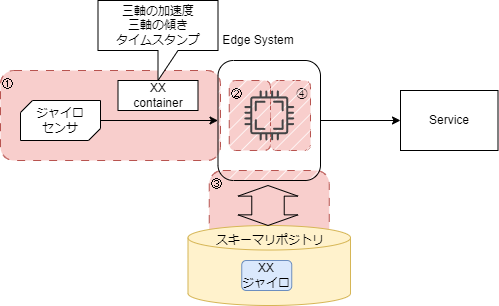 三軸の加速度
三軸の傾き
タイムスタンプ
Edge System
①
XX
container
ジャイロ
センサ
②
④
Service
③
スキーマリポジトリ
XX
ジャイロ